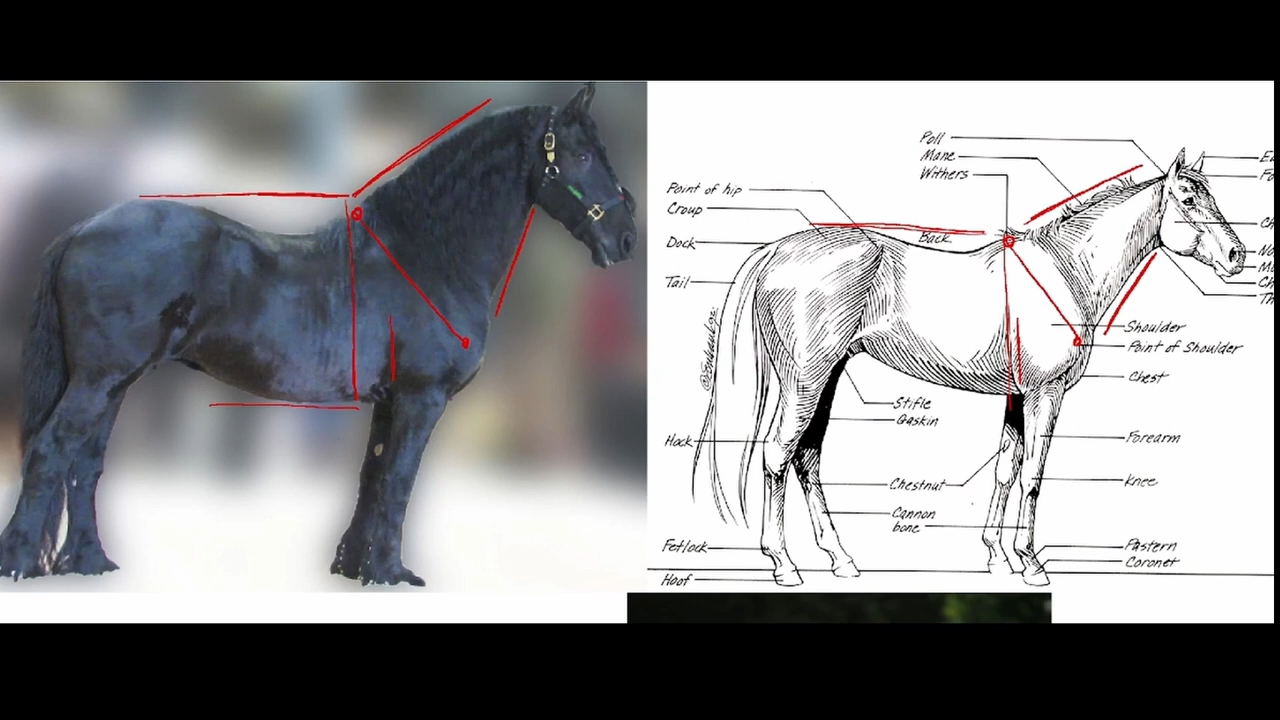 Poll
Mane
Withers
Point of hip
Croup
Back
Dock
Tail
Shoulder
Point of Shoulder
Chest
Stifle
Gaskin
Hock
Forearm
Chestnut
Knee
Cannon
bone
Fetlock
Pastern
Coronet
Hoof